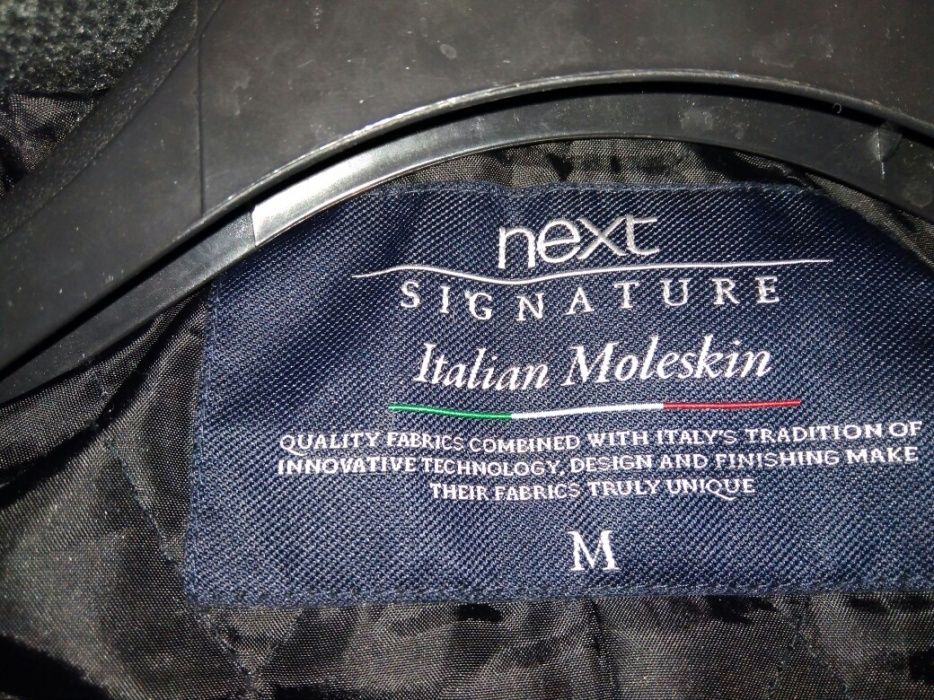 next
SIGNATURE
Italian Moleskin
QUALITY FABRICS COMBINED WITH ITALY'S TRADITION OF
INNOVATIVE TECHNOLOGY, DESIGN AND FINISHING MAKE
THEIR FABRICS TRULY UNIQUE
M